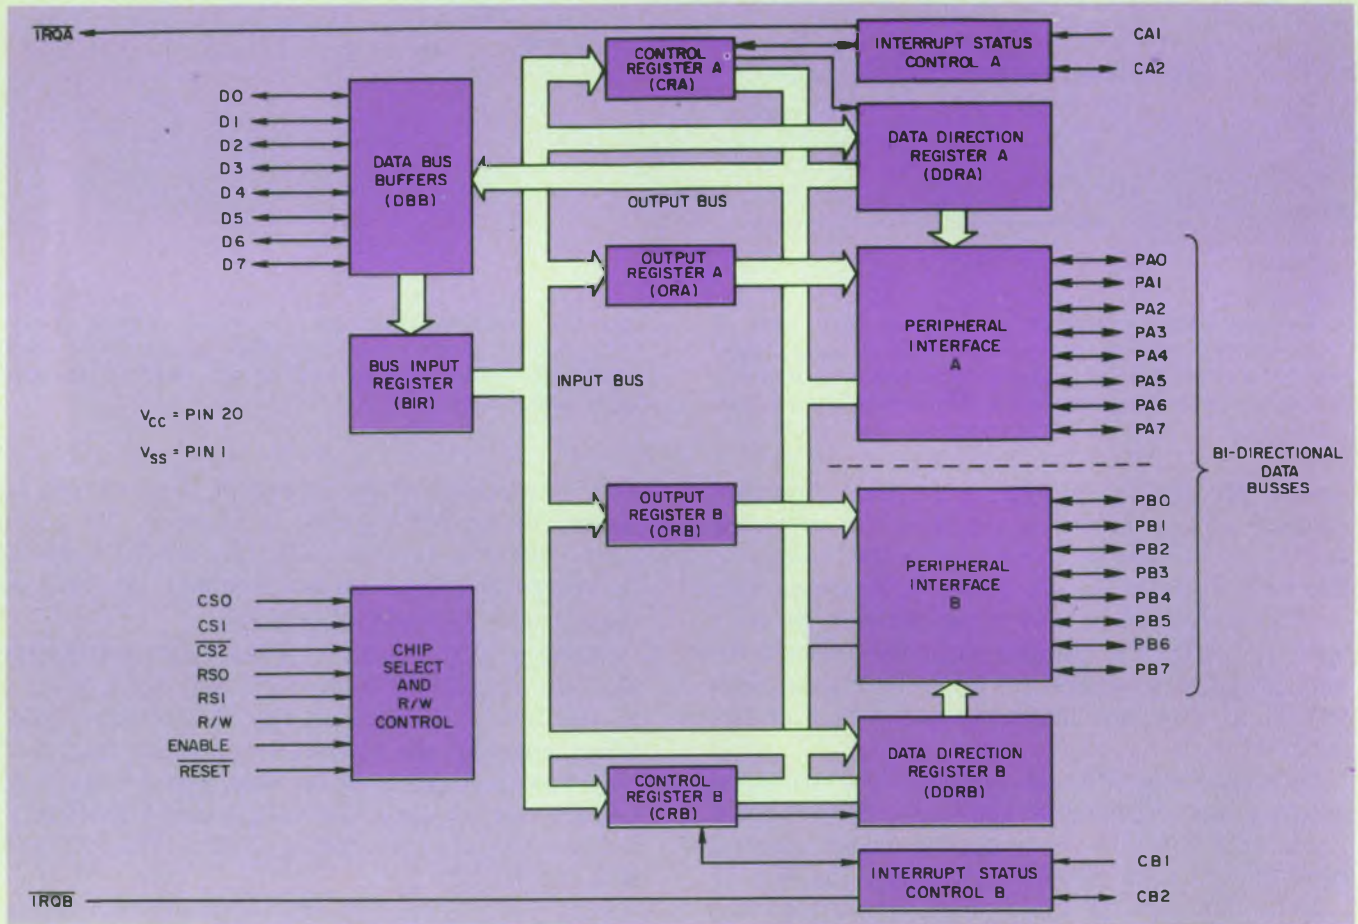 IRQA
D0
D1
D2
D3
D4
D5
D6
D7
DATA BUS
BUFFERS
(DBB)
BUS INPUT
REGISTER
(BIR)
VCC = PIN 20
VSS = PIN 1
CS0
CS1
CS2
RS0
RS1
R/W
ENABLE
RESET
CHIP
SELECT
AND
R/W
CONTROL
IRQB
CONTROL
REGISTER A
(CRA)
OUTPUT BUS
OUTPUT
REGISTER A
(ORA)
INPUT BUS
OUTPUT
REGISTER B
(ORB)
CONTROL
REGISTER B
(CRB)
INTERRUPT STATUS
CONTROL A
CA1
CA2
DATA DIRECTION
REGISTER A
(DDRA)
PERIPHERAL
INTERFACE
A
PA0
PA1
PA2
PA3
PA4
PA5
PA6
PA7
BI-DIRECTIONAL
DATA
BUSSES
PERIPHERAL
INTERFACE
B
PB0
PB1
PB2
PB3
PB4
PB5
PB6
PB7
DATA DIRECTION
REGISTER B
(DDRB)
INTERRUPT STATUS
CONTROL B
CB1
CB2